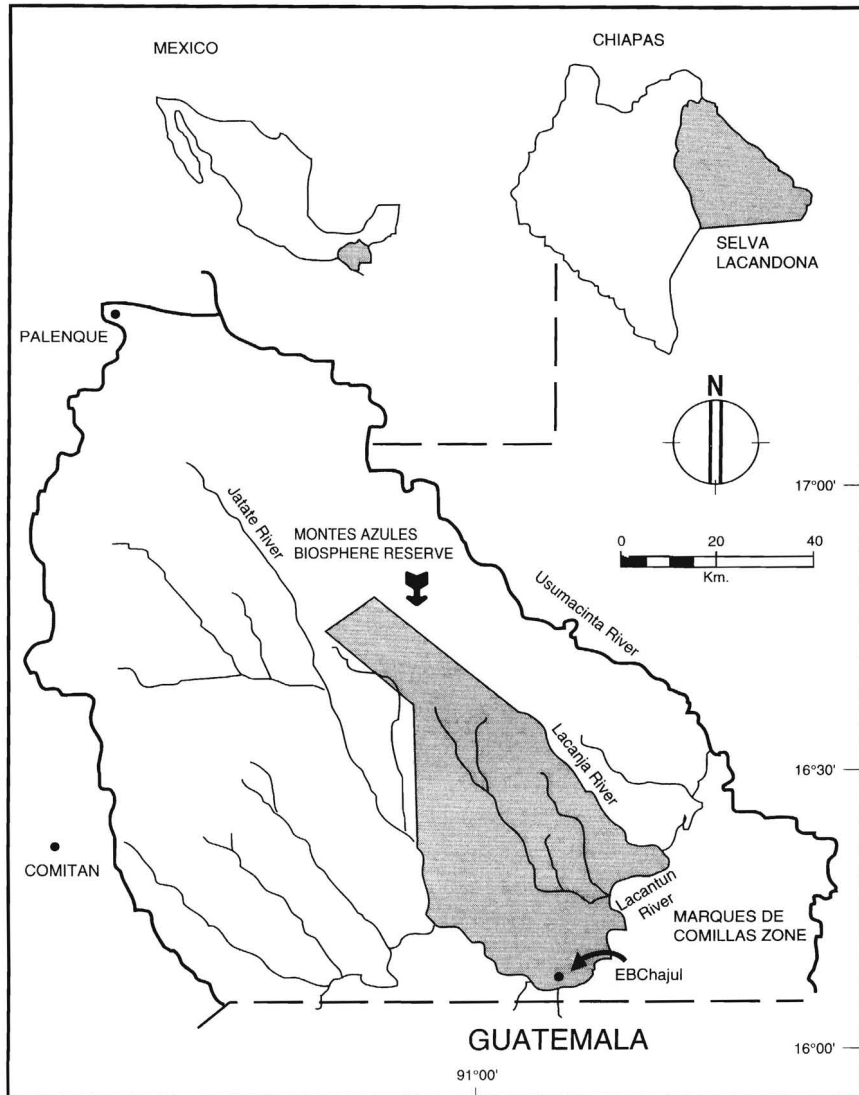 MEXICO
CHIAPAS
SELVA
LACANDONA
PALENQUE
N
17°00'
Jatate River
MONTES AZULES
BIOSPHERE RESERVE
0 20 40
Km.
Usumacinta River
Lacanja River
16°30'
COMITAN
Lacantun
River
MARQUES DE
COMILLAS ZONE
EBChajul
GUATEMALA
16°00'
91°00'